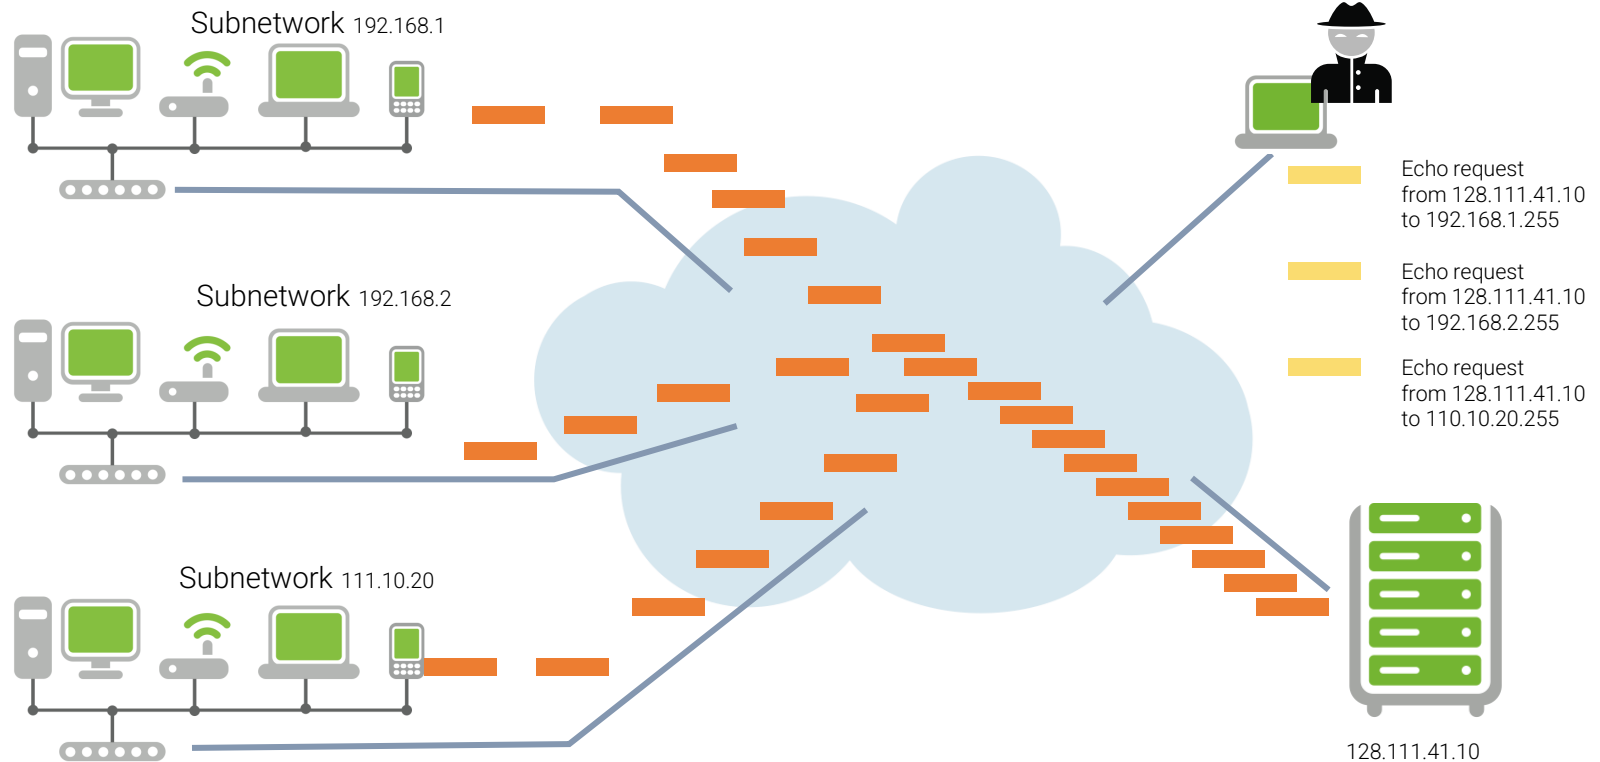 Subnetwork 192.168.1
Echo request
from 128.111.41.10
to 192.168.1.255
Echo request
from 128.111.41.10
to 192.168.2.255
Subnetwork 192.168.2
Echo request
from 128.111.41.10
to 110.10.20.255
Subnetwork 111.10.20
128.111.41.10